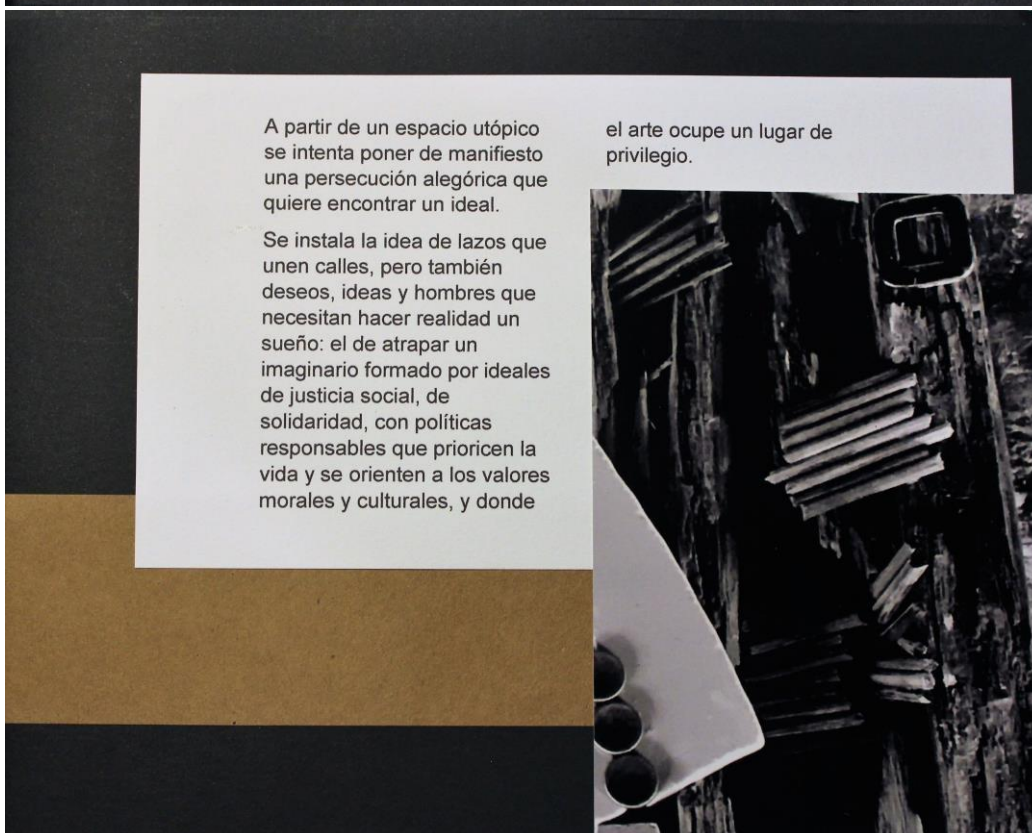 A partir de un espacio utópico
se intenta poner de manifiesto
una persecución alegórica que
quiere encontrar un ideal.
Se instala la idea de lazos que
unen calles, pero también
deseos, ideas y hombres que
necesitan hacer realidad un
sueño: el de atrapar un
imaginario formado por ideales
de justicia social, de
solidaridad, con políticas
responsables que prioricen la
vida y se orienten a los valores
morales y culturales, y donde
el arte ocupe un lugar de
privilegio.